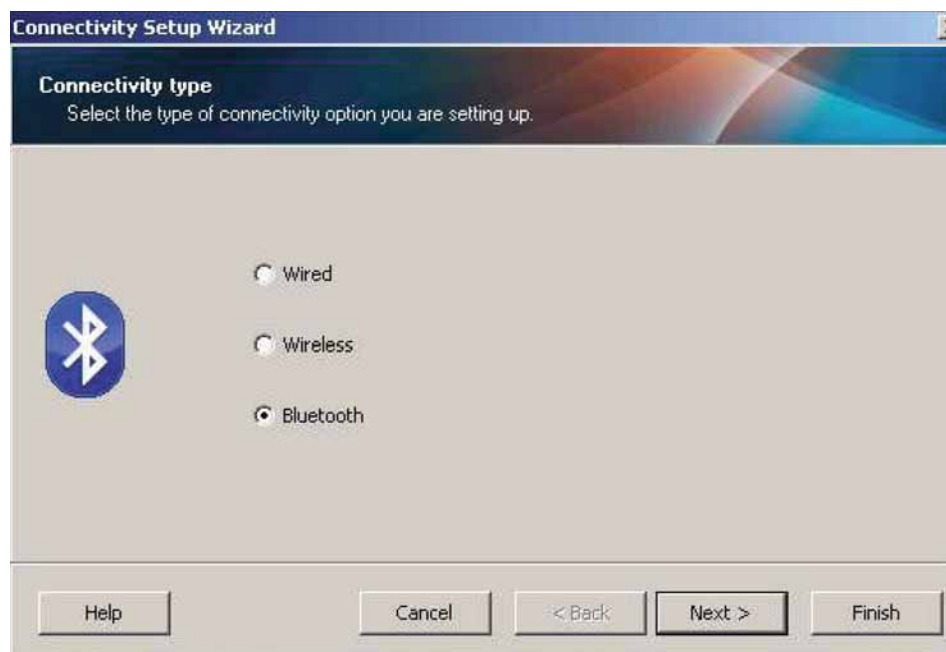 Connectivity Setup Wizard
Connectivity type
Select the type of connectivity option you are setting up.
Wired
Wireless
Bluetooth
Help
Cancel
< Back
Next >
Finish